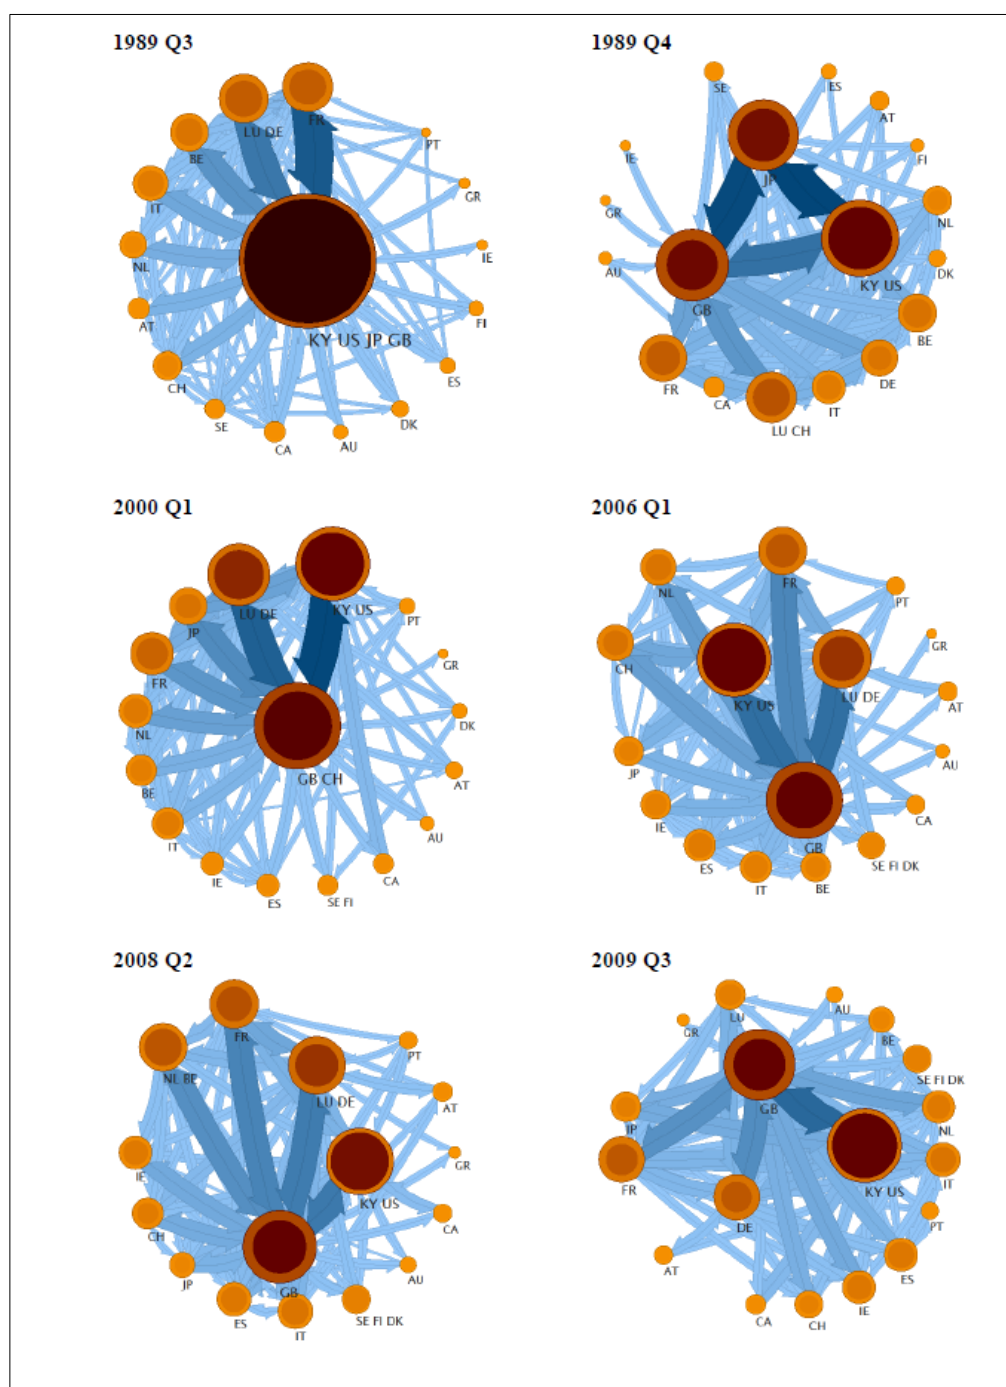 1989 Q3
FR
LU DE
BE
PT
IT
GR
NL
IE
AT
FI
KY US JP GB
CH
ES
SE
DK
CA
AU
1989 Q4
SE
ES
AT
FI
IE
JP
GR
NL
AU
GB
KY US
DK
BE
FR
DE
CA
IT
LU CH
2000 Q1
LU DE
KY US
JP
PT
GR
FR
NL
DK
GB CH
AT
BE
IT
AU
IE
CA
ES
SE FI
2006 Q1
NL
FR
PT
GR
CH
KY US
LU DE
AT
JP
AU
IE
CA
GB
ES
SE FI DK
IT
BE
2008 Q2
FR
NL BE
LU DE
PT
AT
IE
GR
KY US
CH
CA
JP
GB
AU
ES
IT
SE FI DK
2009 Q3
LU
AU
GR
BE
GB
SE FI DK
JP
NL
FR
KY US
IT
DE
PT
AT
ES
IE
CA
CH